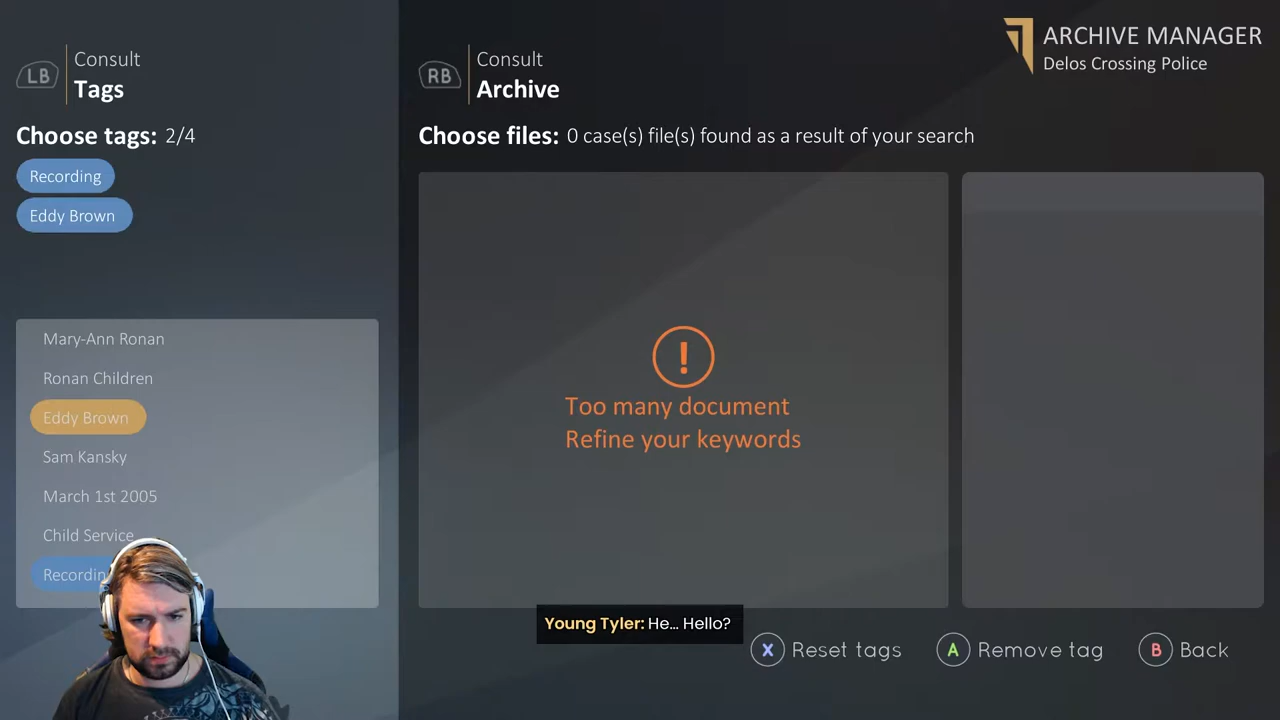 LB
Consult
Tags
Choose tags: 2/4
Recording
Eddy Brown
Mary-Ann Ronan
Ronan Children
Eddy Brown
Sam Kansky
March 1st 2005
Child Service
Recordin
RB
Consult
Archive
Choose files: 0 case(s) file(s) found as a result of your search
Too many document
Refine your keywords
ARCHIVE MANAGER
Delos Crossing Police
Young Tyler: He... Hello?
X Reset tags
A Remove tag
B Back